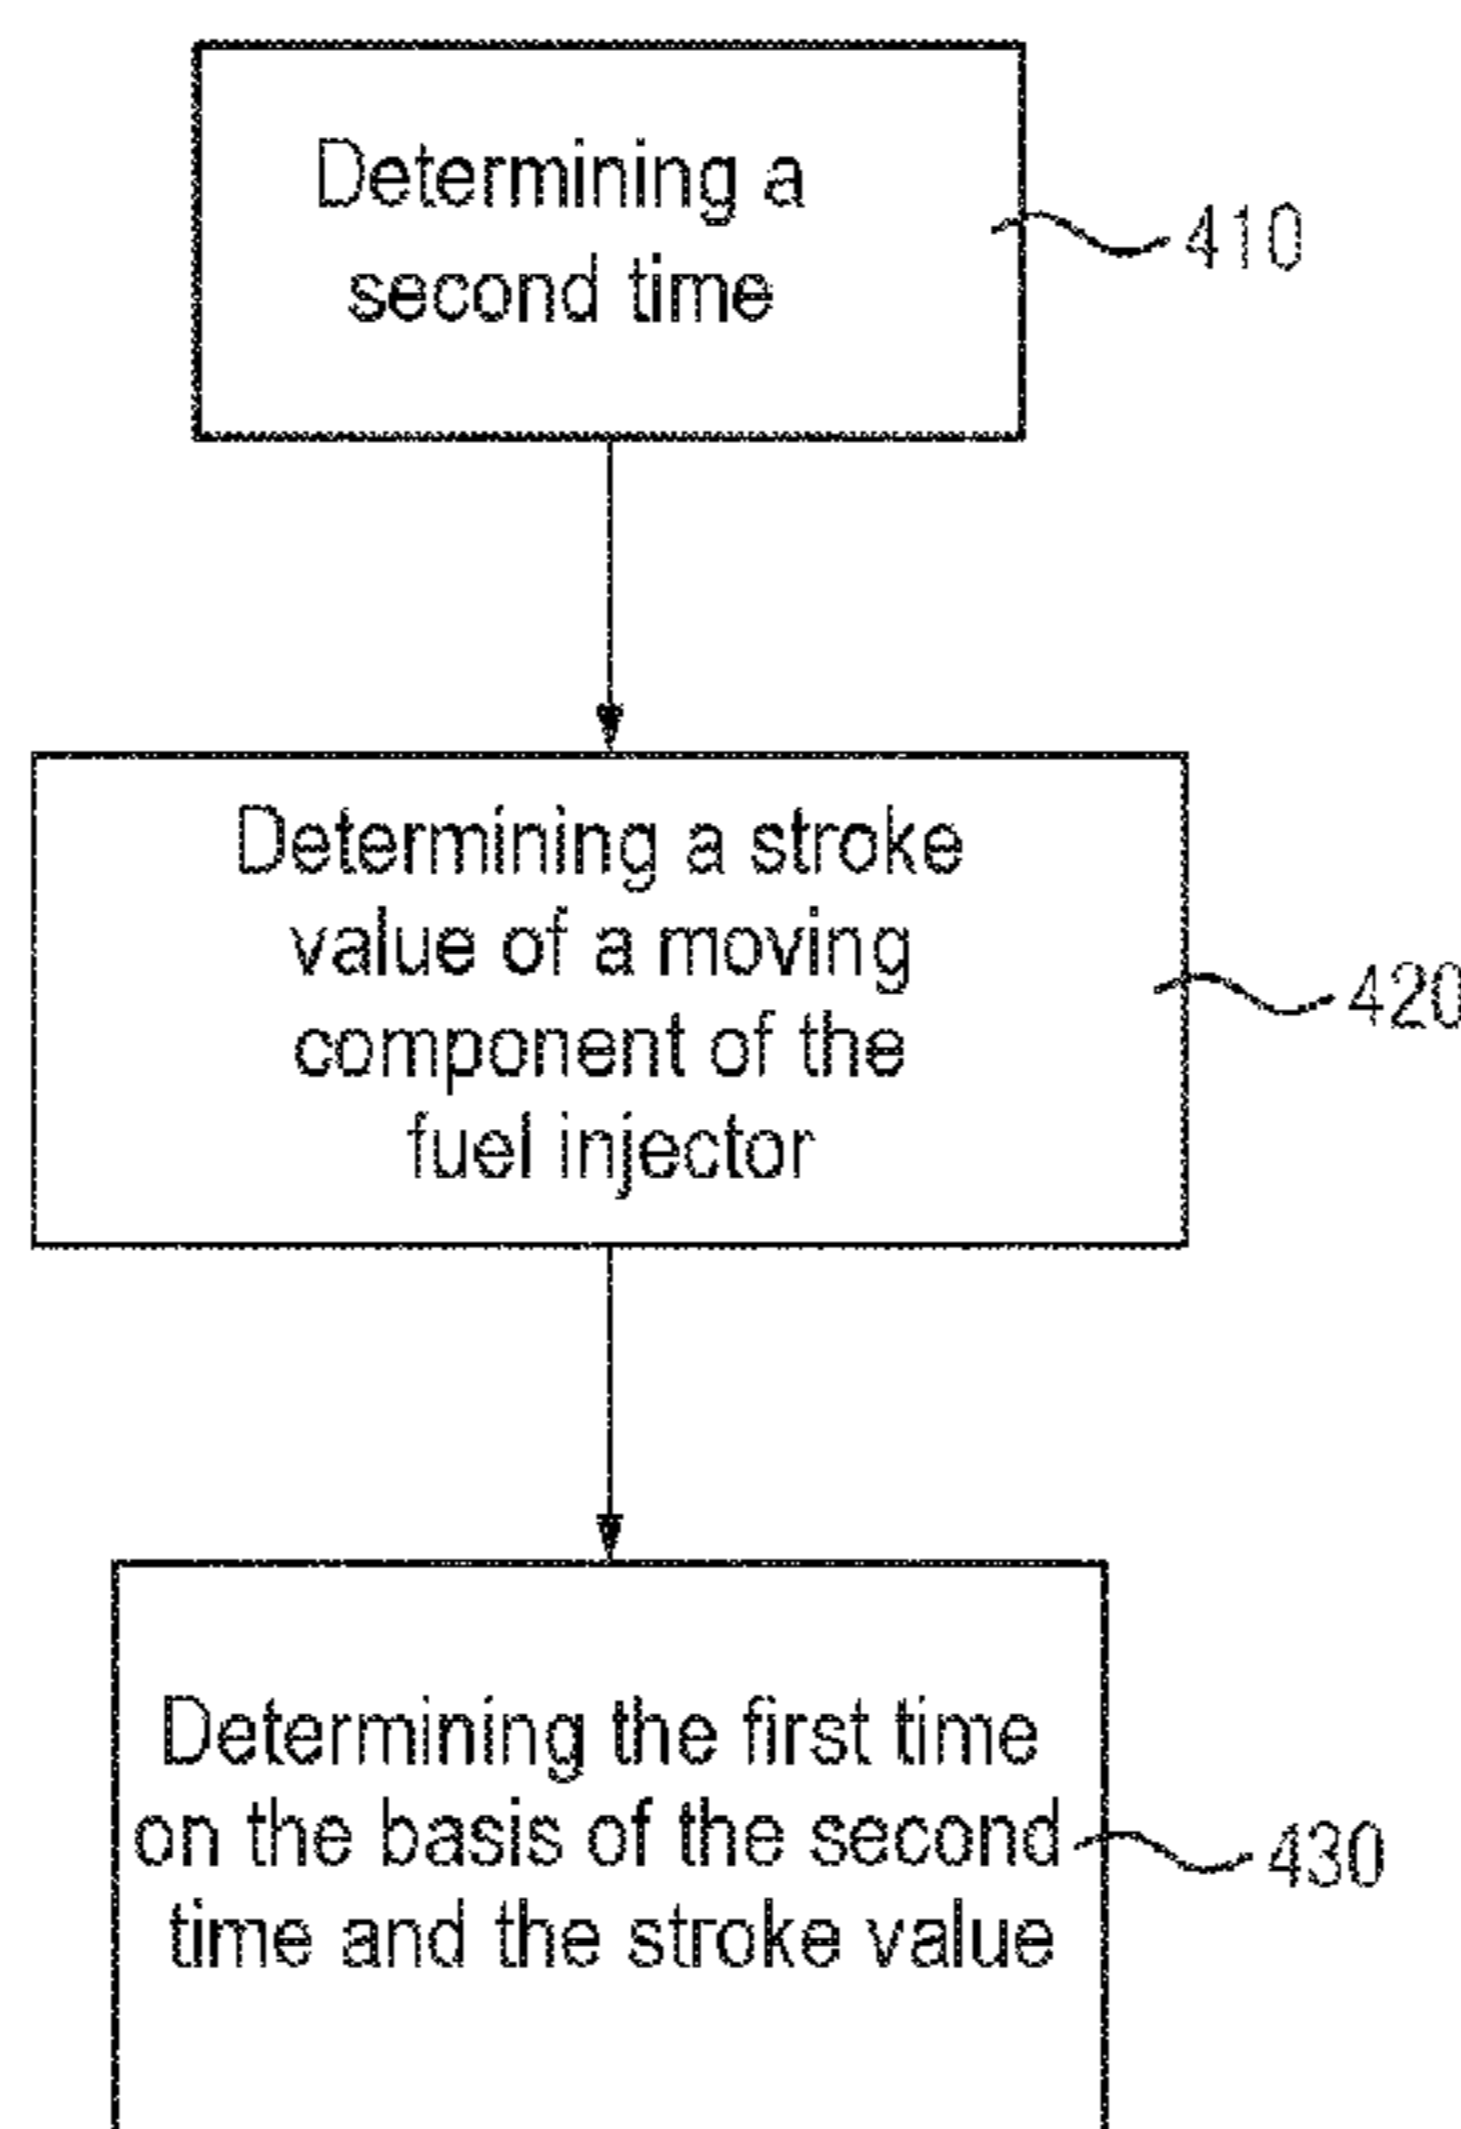 Determining a
second time
410
Determining a stroke
value of a moving
component of the
fuel injector
420
Determining the first time
on the basis of the second
time and the stroke value
430